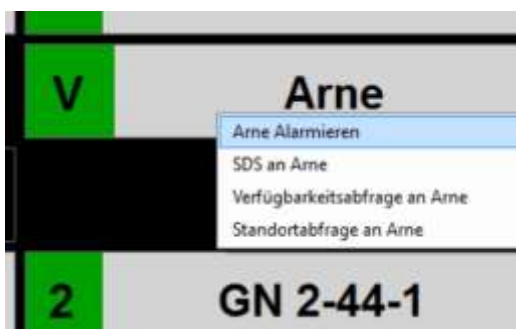 V Arne
Arne Alarmieren
SDS an Arne
Verfügbarkeitsabfrage an Arne
Standortabfrage an Arne
2 GN 2-44-1